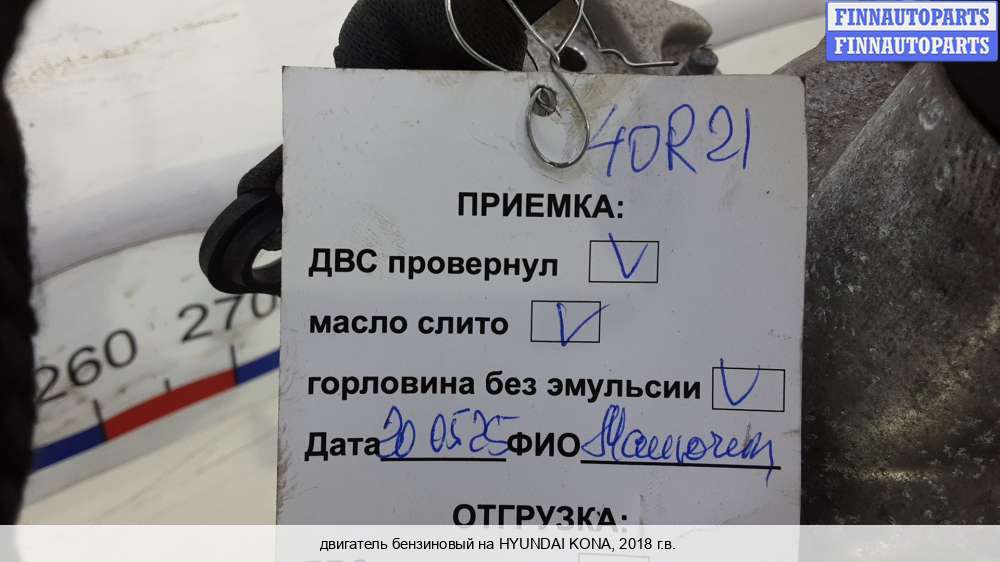 FINNAUTOPARTS
FINNAUTOPARTS
40R21
ПРИЕМКА:
ДВС провернул V
масло слито V
горловина без эмульсии V
Дата 30 05 25 ФИО
ОТГРУЗКА:
260 270
двигатель бензиновый на HYUNDAI KONA, 2018 г.в.